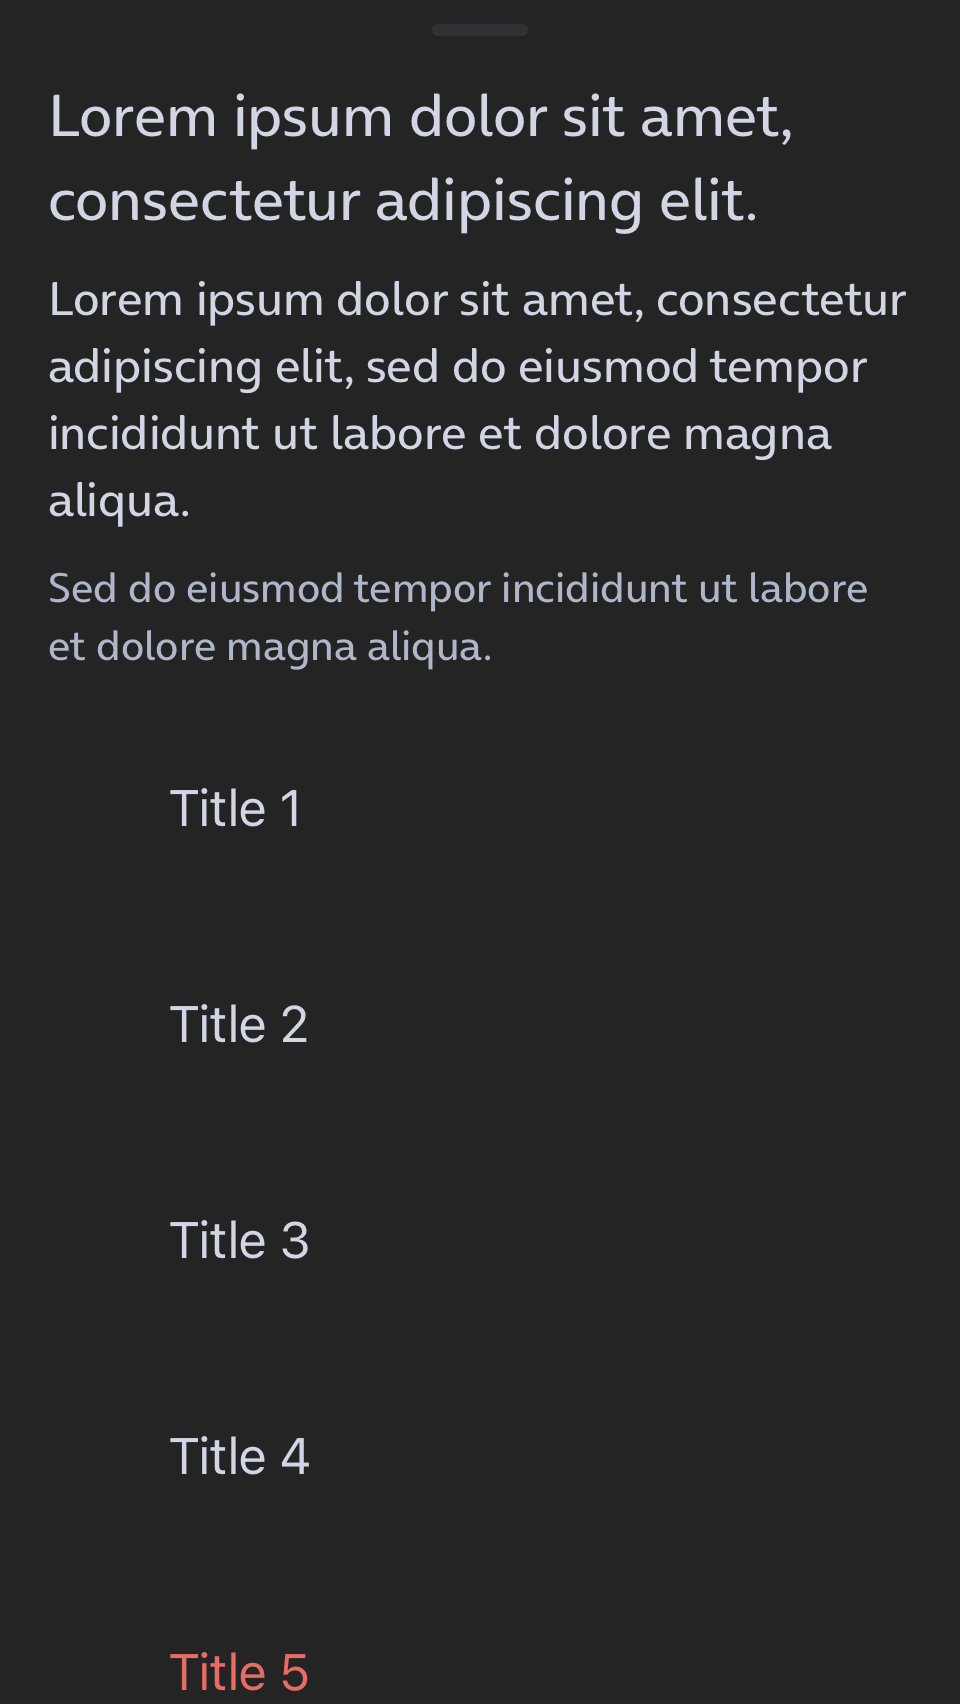 Lorem ipsum dolor sit amet,
consectetur adipiscing elit.
Lorem ipsum dolor sit amet, consectetur
adipiscing elit, sed do eiusmod tempor
incididunt ut labore et dolore magna
aliqua.
Sed do eiusmod tempor incididunt ut labore
et dolore magna aliqua.
Title 1
Title 2
Title 3
Title 4
Title 5